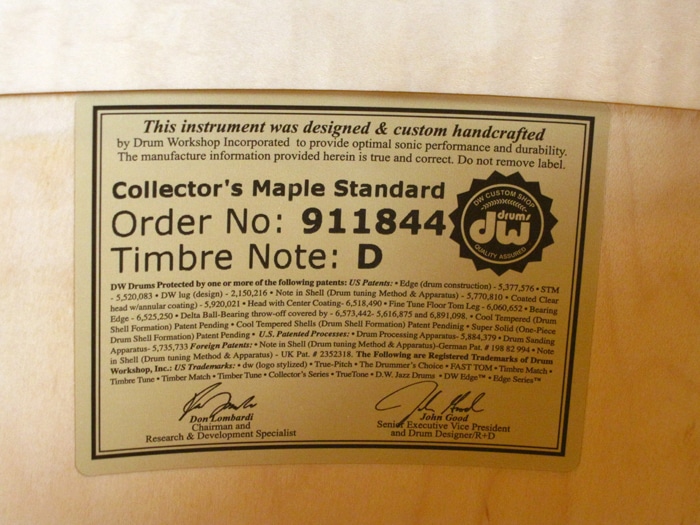 This instrument was designed & custom handcrafted
by Drum Workshop Incorporated to provide optimal sonic performance and durability.
The manufacture information provided herein is true and correct. Do not remove label.
Collector's Maple Standard
Order No: 911844
Timbre Note: D
DW CUSTOM SHOP
drums
dw
QUALITY ASSURED
DW Drums Protected by one or more of the following patents: US Patents: • Edge (drum construction) - 5,377,576 • STM
- 5,520,083 • DW lug (design) - 2,150,216 • Note in Shell (Drum tuning Method & Apparatus) - 5,770,810 • Coated Clear
head w/annular coating) - 5,920,021 • Head with Center Coating- 6,518,490 • Fine Tune Floor Tom Leg - 6,060,652 • Bearing
Edge - 6,525,250 • Delta Ball-Bearing throw-off covered by - 6,573,442- 5,616,875 and 6,891,098. • Cool Tempered (Drum
Shell Formation) Patent Pending • Cool Tempered Shells (Drum Shell Formation) Patent Pendinig • Super Solid (One-Piece
Drum Shell Formation) Patent Pending • U.S. Patented Processes: • Drum Processing Apparatus- 5,884,379 • Drum Sanding
Apparatus- 5,735,733 Foreign Patents: • Note in Shell (Drum tuning Method & Apparatus)-German Pat. # 198 82 994 • Note
in Shell (Drum tuning Method & Apparatus) - UK Pat. # 2352318. The Following are Registered Trademarks of Drum
Workshop, Inc.: US Trademarks: • dw (logo stylized) • True-Pitch • The Drummer's Choice • FAST TOM • Timbre Match •
Timbre Tune • Timber Match • Timber Tune • Collector's Series • TrueTone • D.W. Jazz Drums • DW Edge™ • Edge Series™
Don Lombardi
Chairman and
Research & Development Specialist
John Good
Senior Executive Vice President
and Drum Designer/R+D